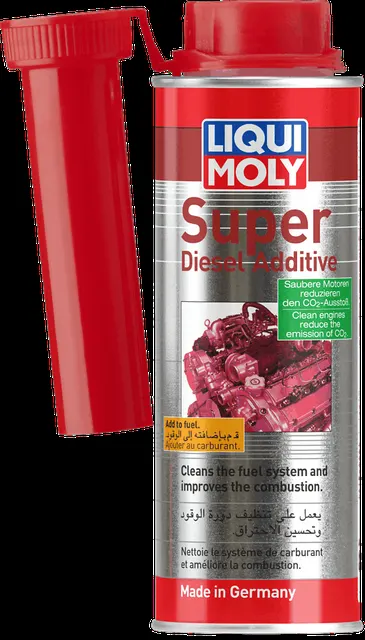 LIQUI
MOLY
Super
Diesel Additive
Saubere Motoren
reduzieren
den CO₂-Ausstoß.
Clean engines
reduce the
emission of CO₂.
Add to fuel.
قم بإضافته إلى الوقود.
Ajouter au carburant.
Cleans the fuel system and
improves the combustion.
يعمل على تنظيف دورة الوقود
وتحسين الاحتراق.
Nettoie le système de carburant
et améliore la combustion.
Made in Germany